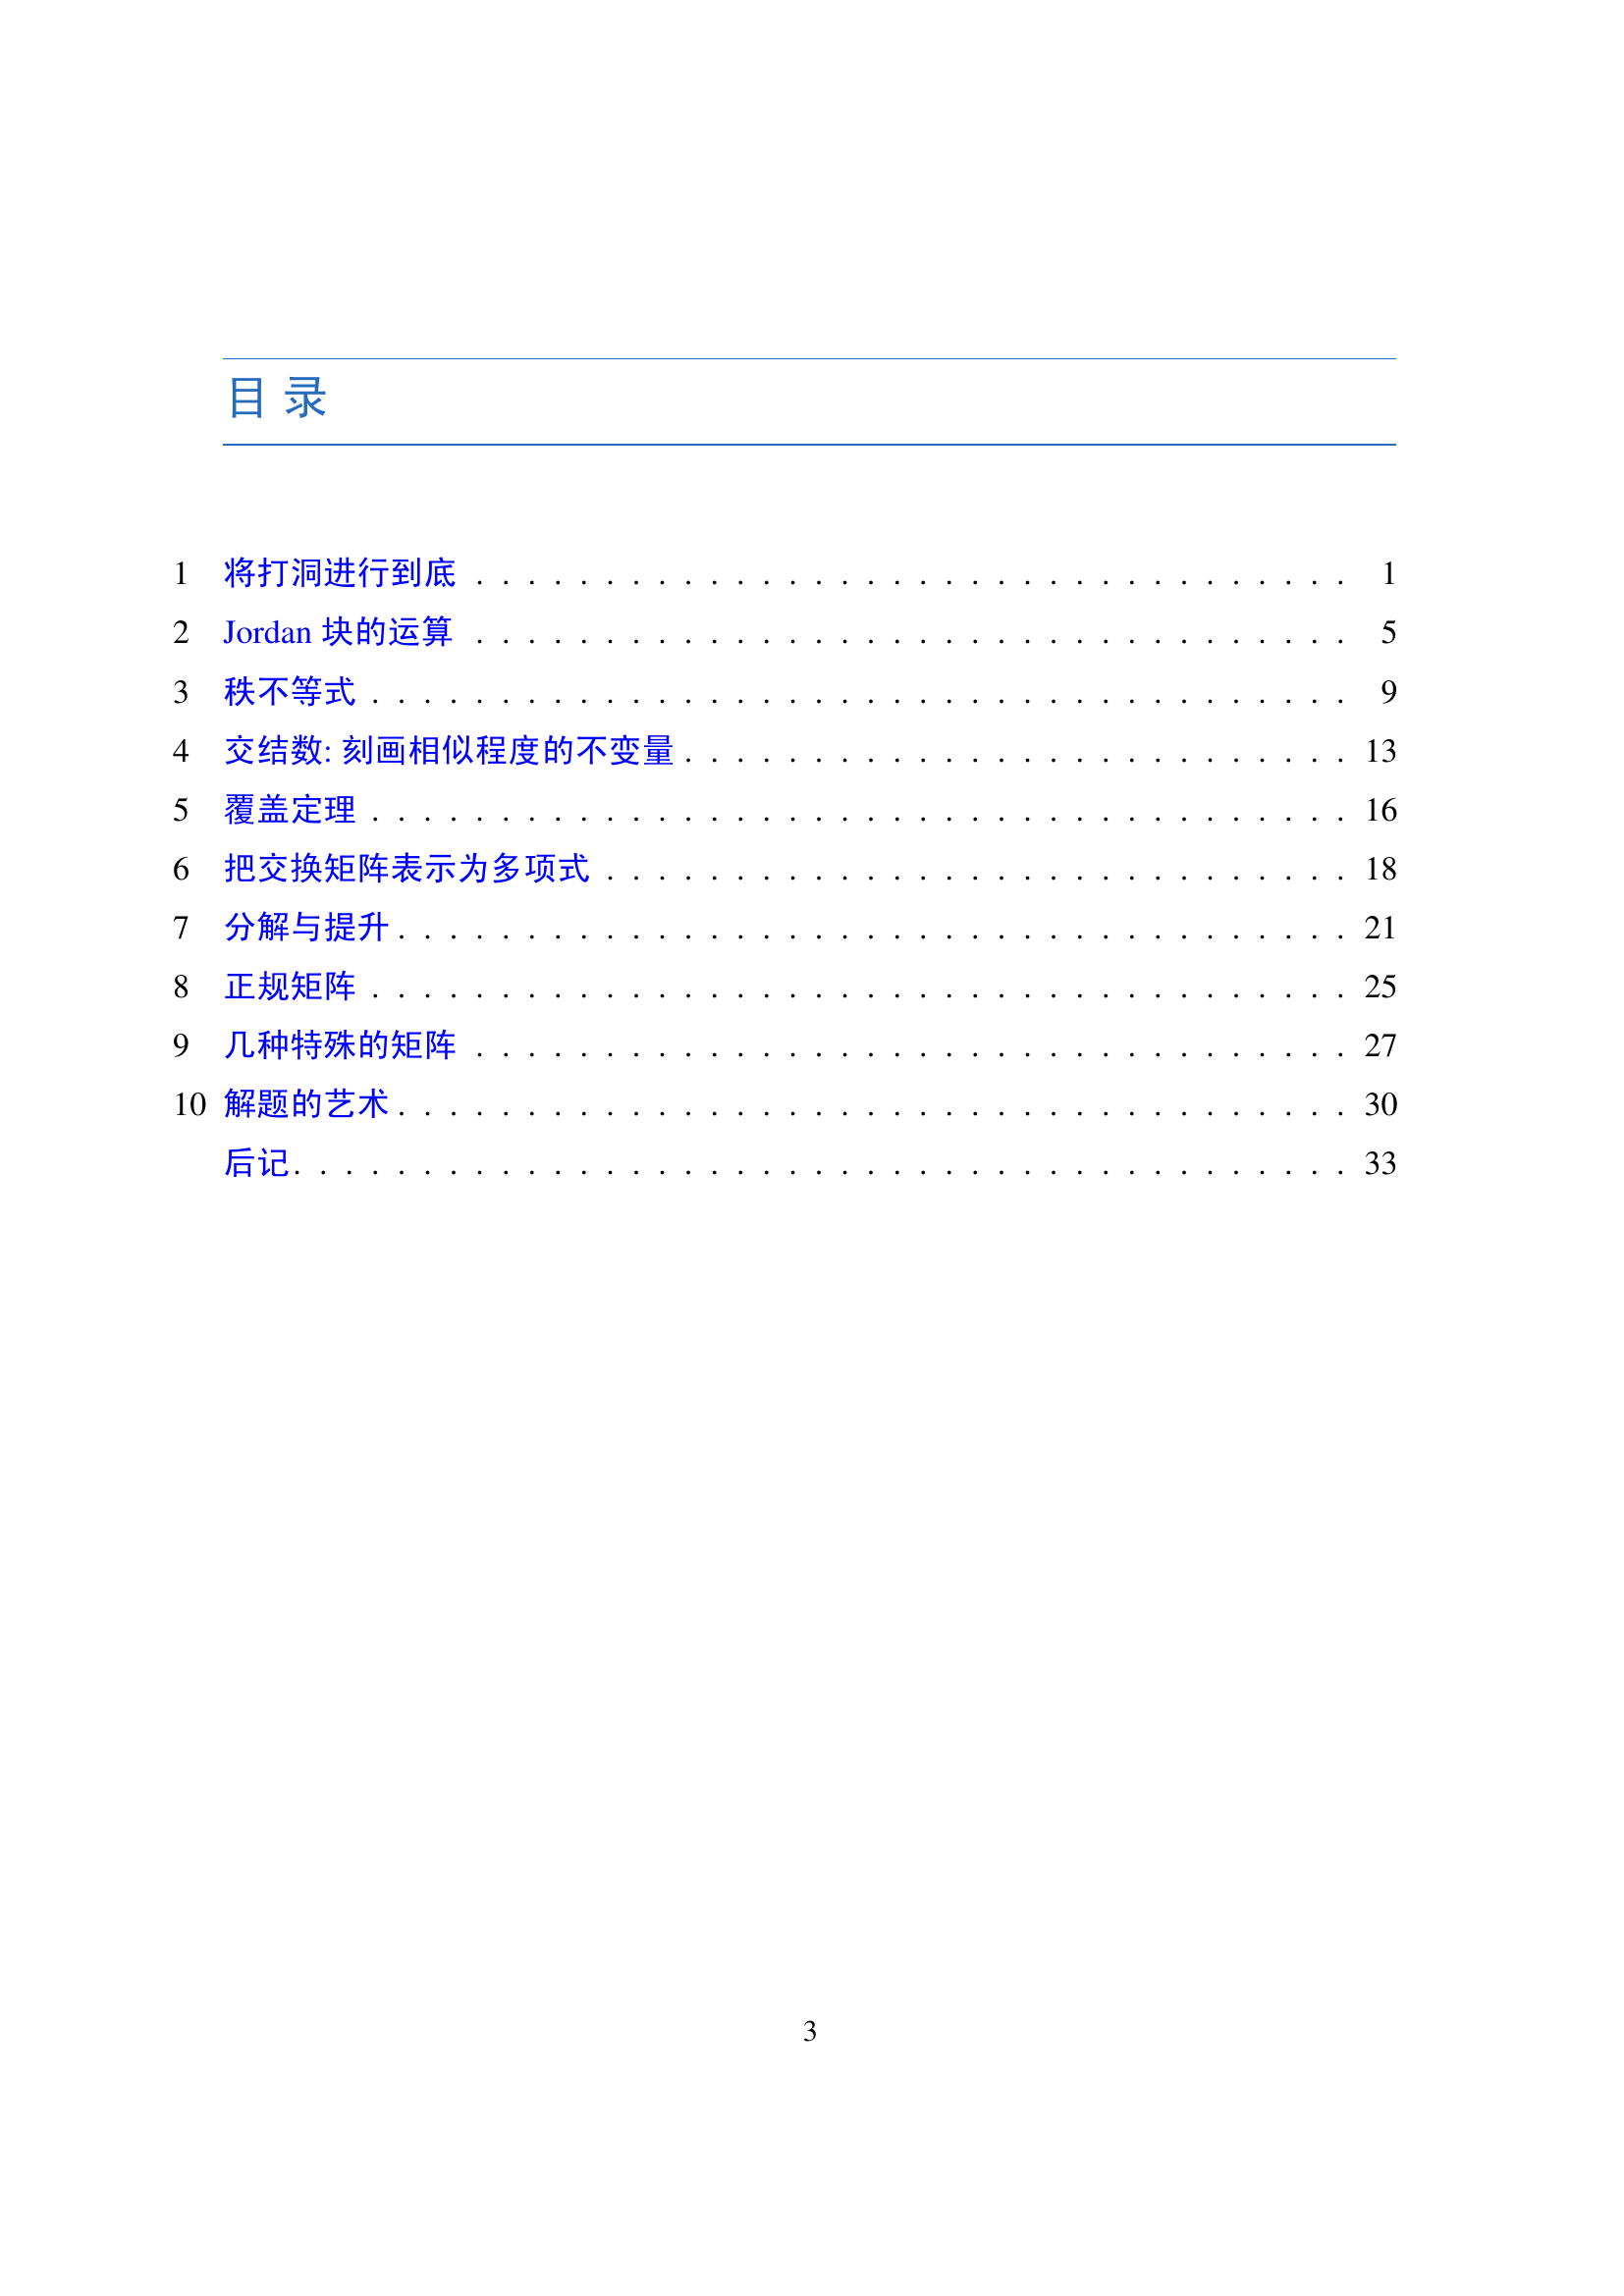 目 录
1 将打洞进行到底 . . . . . . . . . . . . . . . . . . . . . . . . . . . . . . . . . . 1
2 Jordan 块的运算 . . . . . . . . . . . . . . . . . . . . . . . . . . . . . . . . . . 5
3 秩不等式 . . . . . . . . . . . . . . . . . . . . . . . . . . . . . . . . . . . . . . 9
4 交结数: 刻画相似程度的不变量 . . . . . . . . . . . . . . . . . . . . . . . . . . 13
5 覆盖定理 . . . . . . . . . . . . . . . . . . . . . . . . . . . . . . . . . . . . . . 16
6 把交换矩阵表示为多项式 . . . . . . . . . . . . . . . . . . . . . . . . . . . . . 18
7 分解与提升 . . . . . . . . . . . . . . . . . . . . . . . . . . . . . . . . . . . . . 21
8 正规矩阵 . . . . . . . . . . . . . . . . . . . . . . . . . . . . . . . . . . . . . . 25
9 几种特殊的矩阵 . . . . . . . . . . . . . . . . . . . . . . . . . . . . . . . . . . 27
10 解题的艺术 . . . . . . . . . . . . . . . . . . . . . . . . . . . . . . . . . . . . . 30
后记 . . . . . . . . . . . . . . . . . . . . . . . . . . . . . . . . . . . . . . . . . 33
3